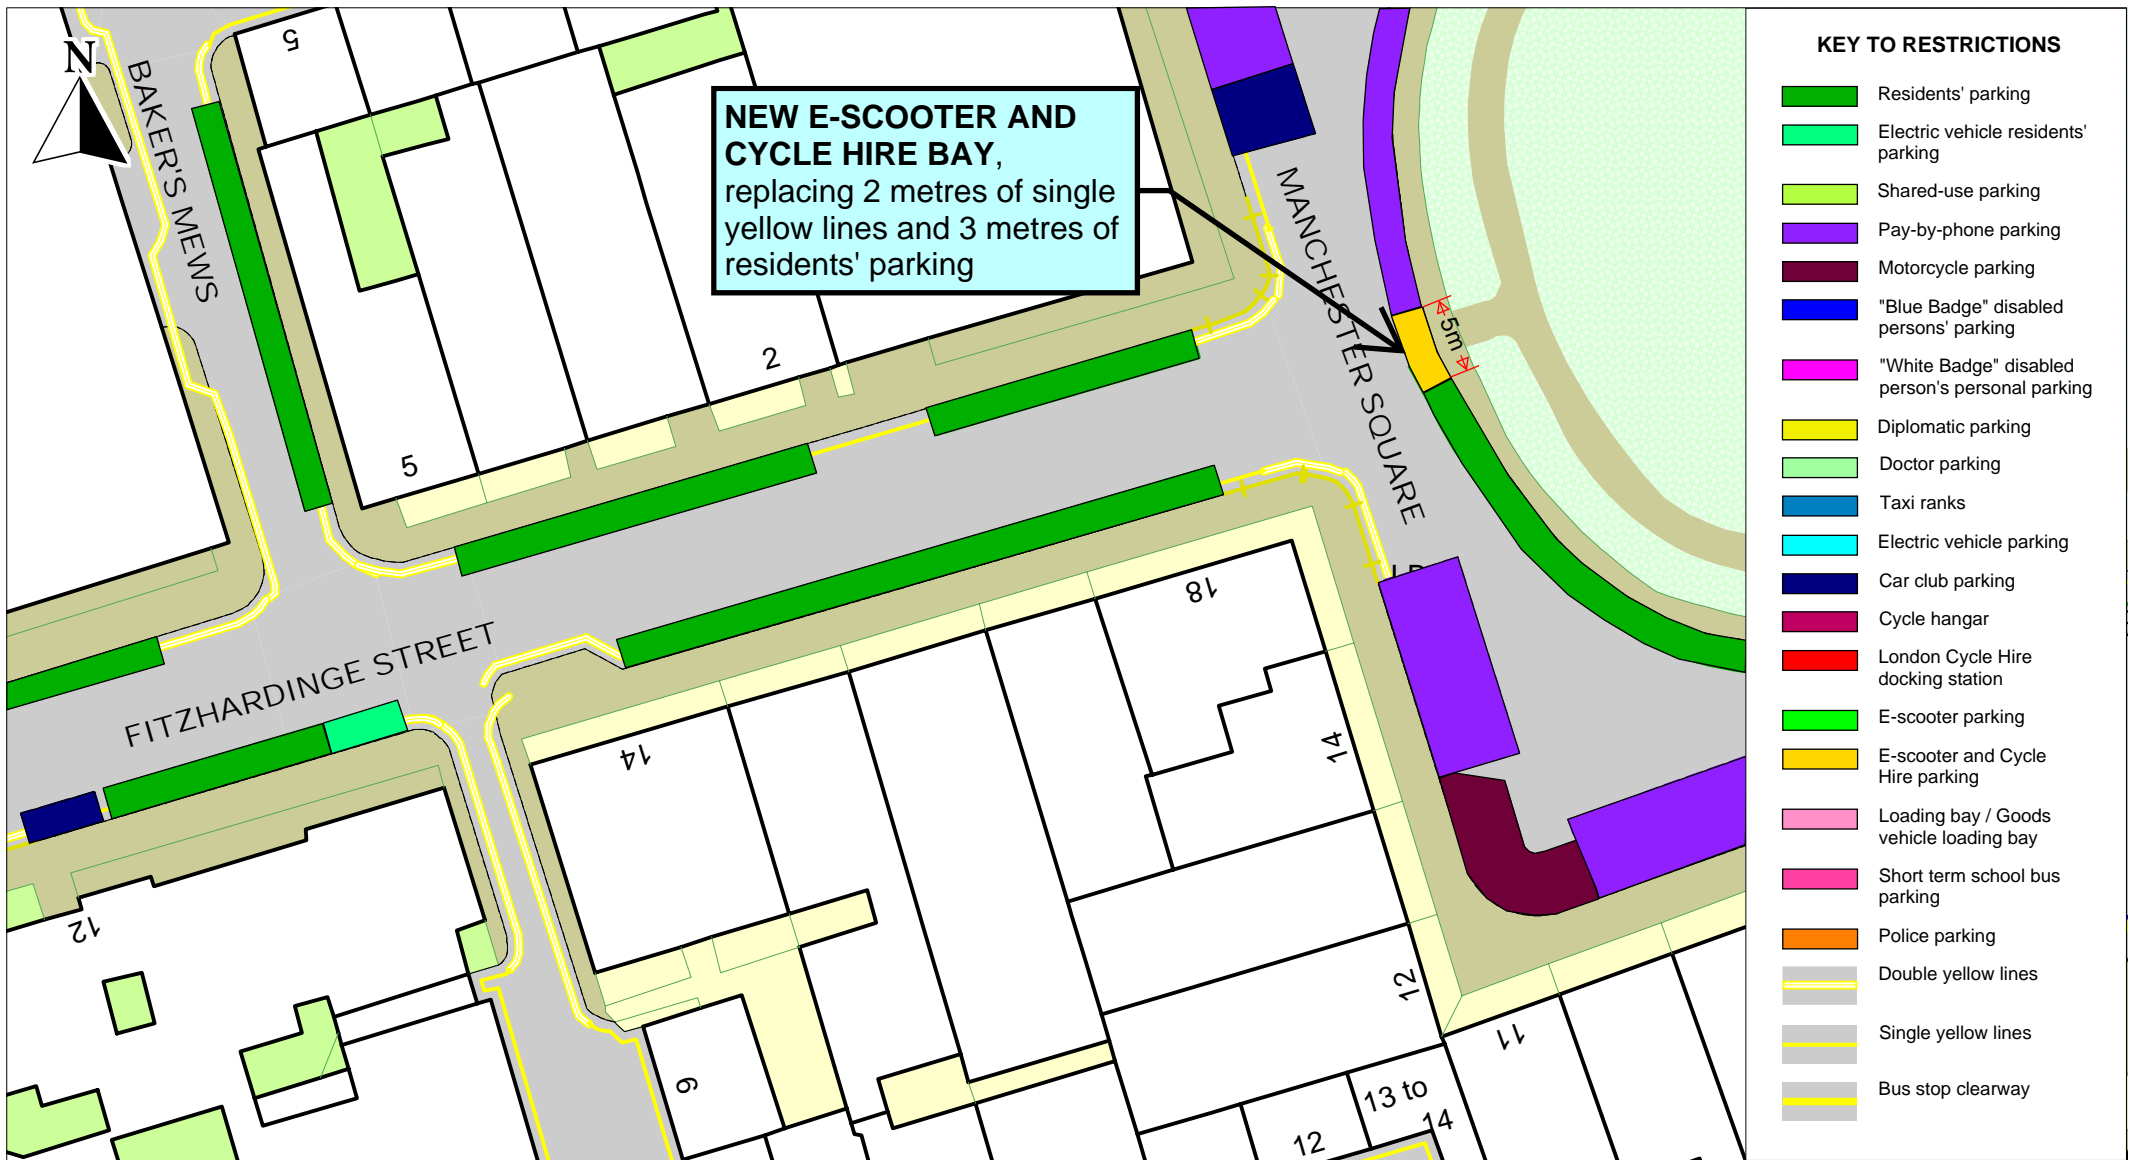 N
BAKER'S MEWS
5
NEW E-SCOOTER AND
CYCLE HIRE BAY,
replacing 2 metres of single
yellow lines and 3 metres of
residents' parking
MANCHESTER SQUARE
5m
2
5
FITZHARDINGE STREET
18
14
14
12
12
11
9
13 to
14
12
KEY TO RESTRICTIONS
Residents' parking
Electric vehicle residents'
parking
Shared-use parking
Pay-by-phone parking
Motorcycle parking
"Blue Badge" disabled
persons' parking
"White Badge" disabled
person's personal parking
Diplomatic parking
Doctor parking
Taxi ranks
Electric vehicle parking
Car club parking
Cycle hangar
London Cycle Hire
docking station
E-scooter parking
E-scooter and Cycle
Hire parking
Loading bay / Goods
vehicle loading bay
Short term school bus
parking
Police parking
Double yellow lines
Single yellow lines
Bus stop clearway